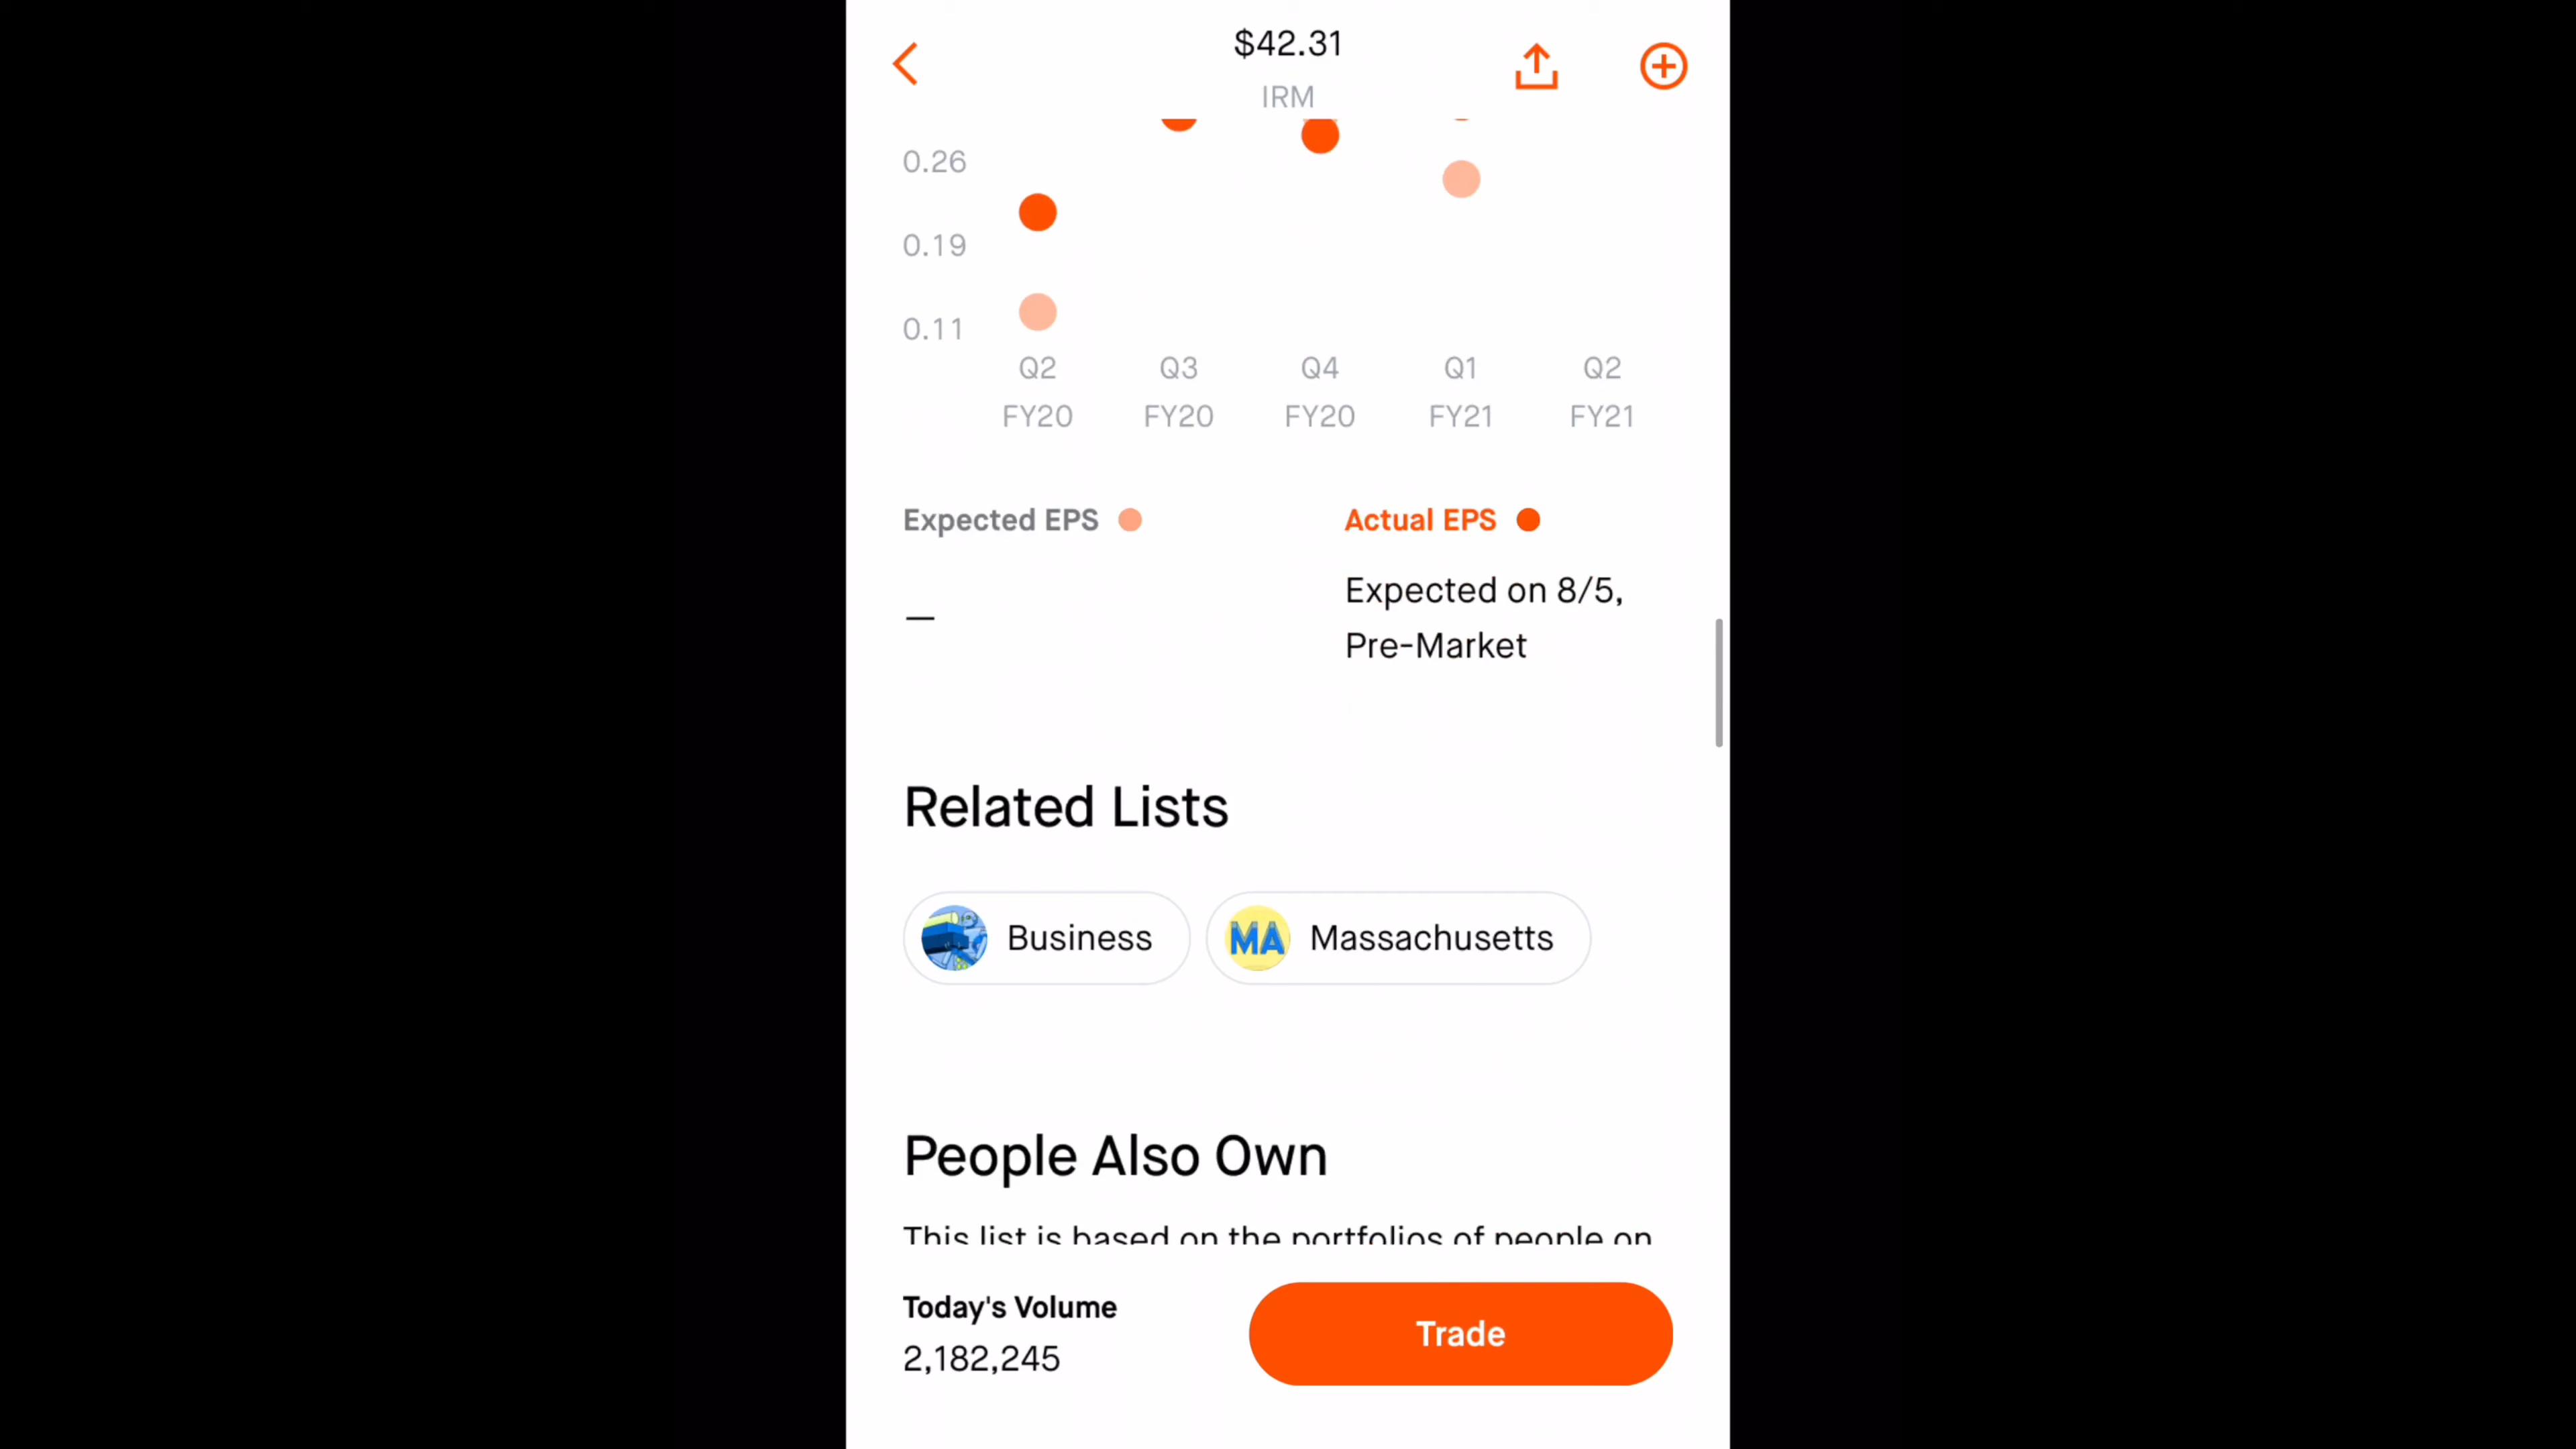 $42.31
IRM
0.26
0.19
0.11
Q2 Q3 Q4 Q1 Q2
FY20 FY20 FY20 FY21 FY21
Expected EPS Actual EPS
— Expected on 8/5,
Pre-Market
Related Lists
Business MA Massachusetts
People Also Own
This list is based on the portfolios of people on
Today's Volume
2,182,245
Trade